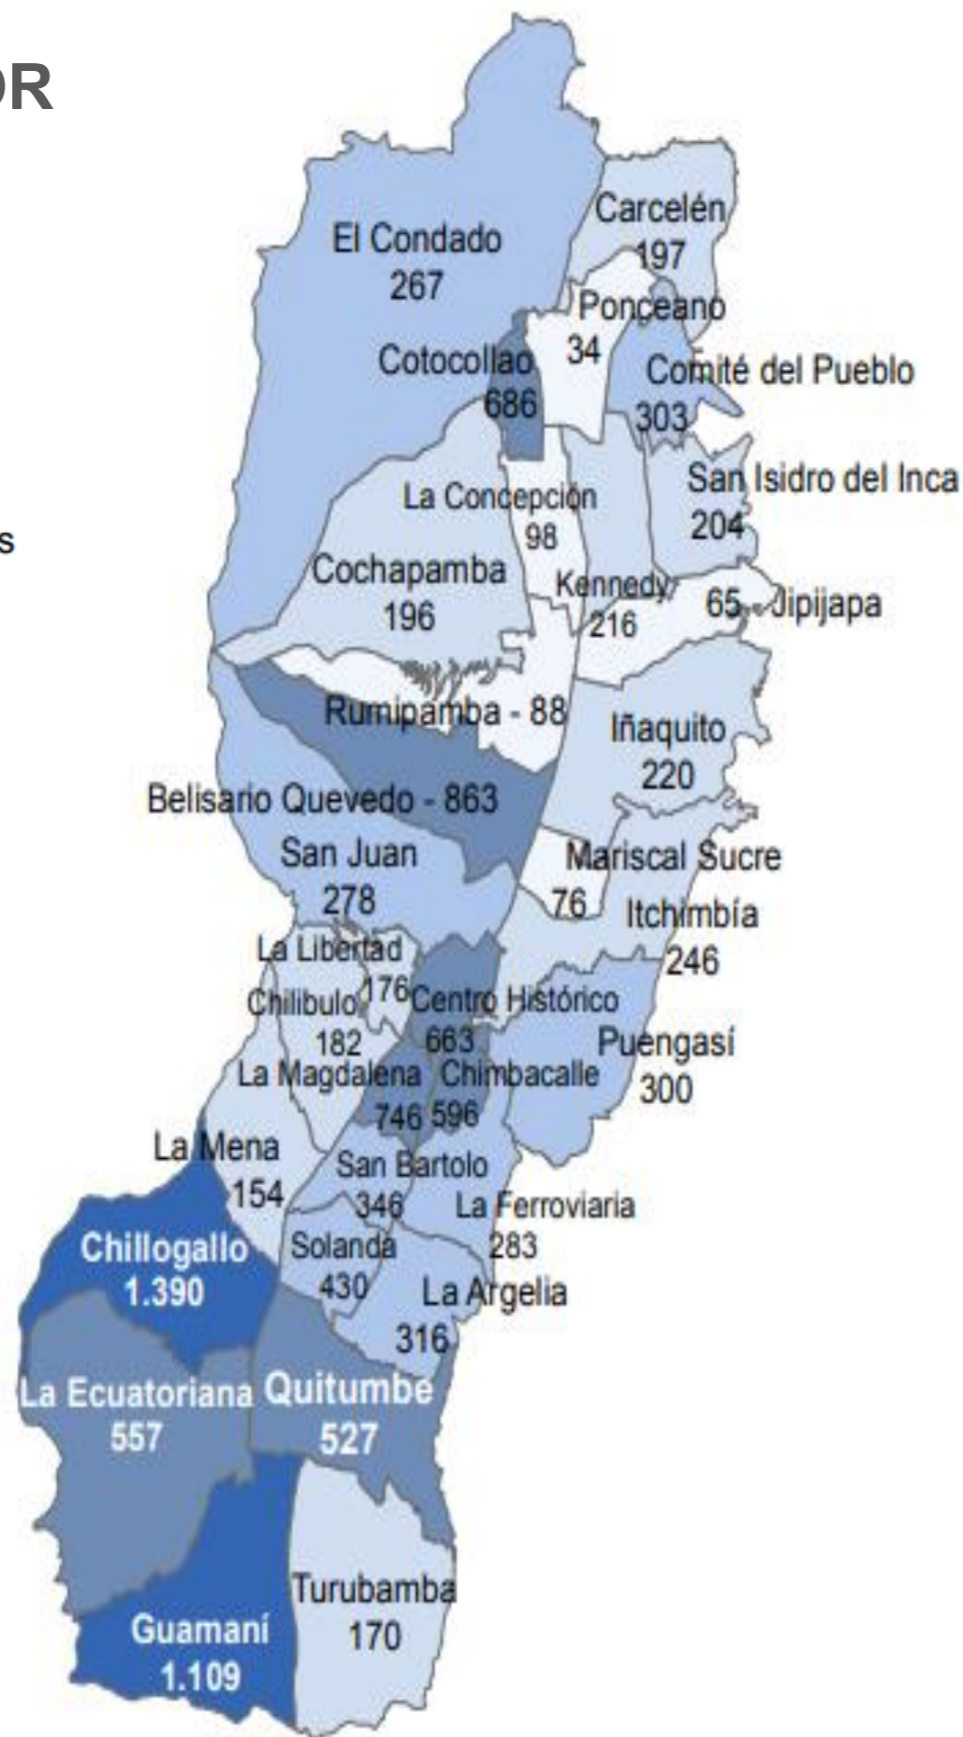 OR
Carcelén
197
El Condado
267
Ponceano
34
Cotocollao
686
Comité del Pueblo
303
San Isidro del Inca
204
La Concepción
98
s
Cochapamba
196
Kennedy
216
65 Jipijapa
Rumipamba - 88
Iñaquito
220
Belisario Quevedo - 863
San Juan
278
Mariscal Sucre
76
Itchimbía
246
La Libertad
176
Chilibulo
182
Centro Histórico
663
Puengasí
300
La Magdalena
746
Chimbacalle
596
La Mena
154
San Bartolo
346
La Ferroviaria
283
Chillogallo
1.390
Solanda
430
La Argelia
316
La Ecuatoriana
557
Quitumbe
527
Turubamba
170
Guamaní
1.109